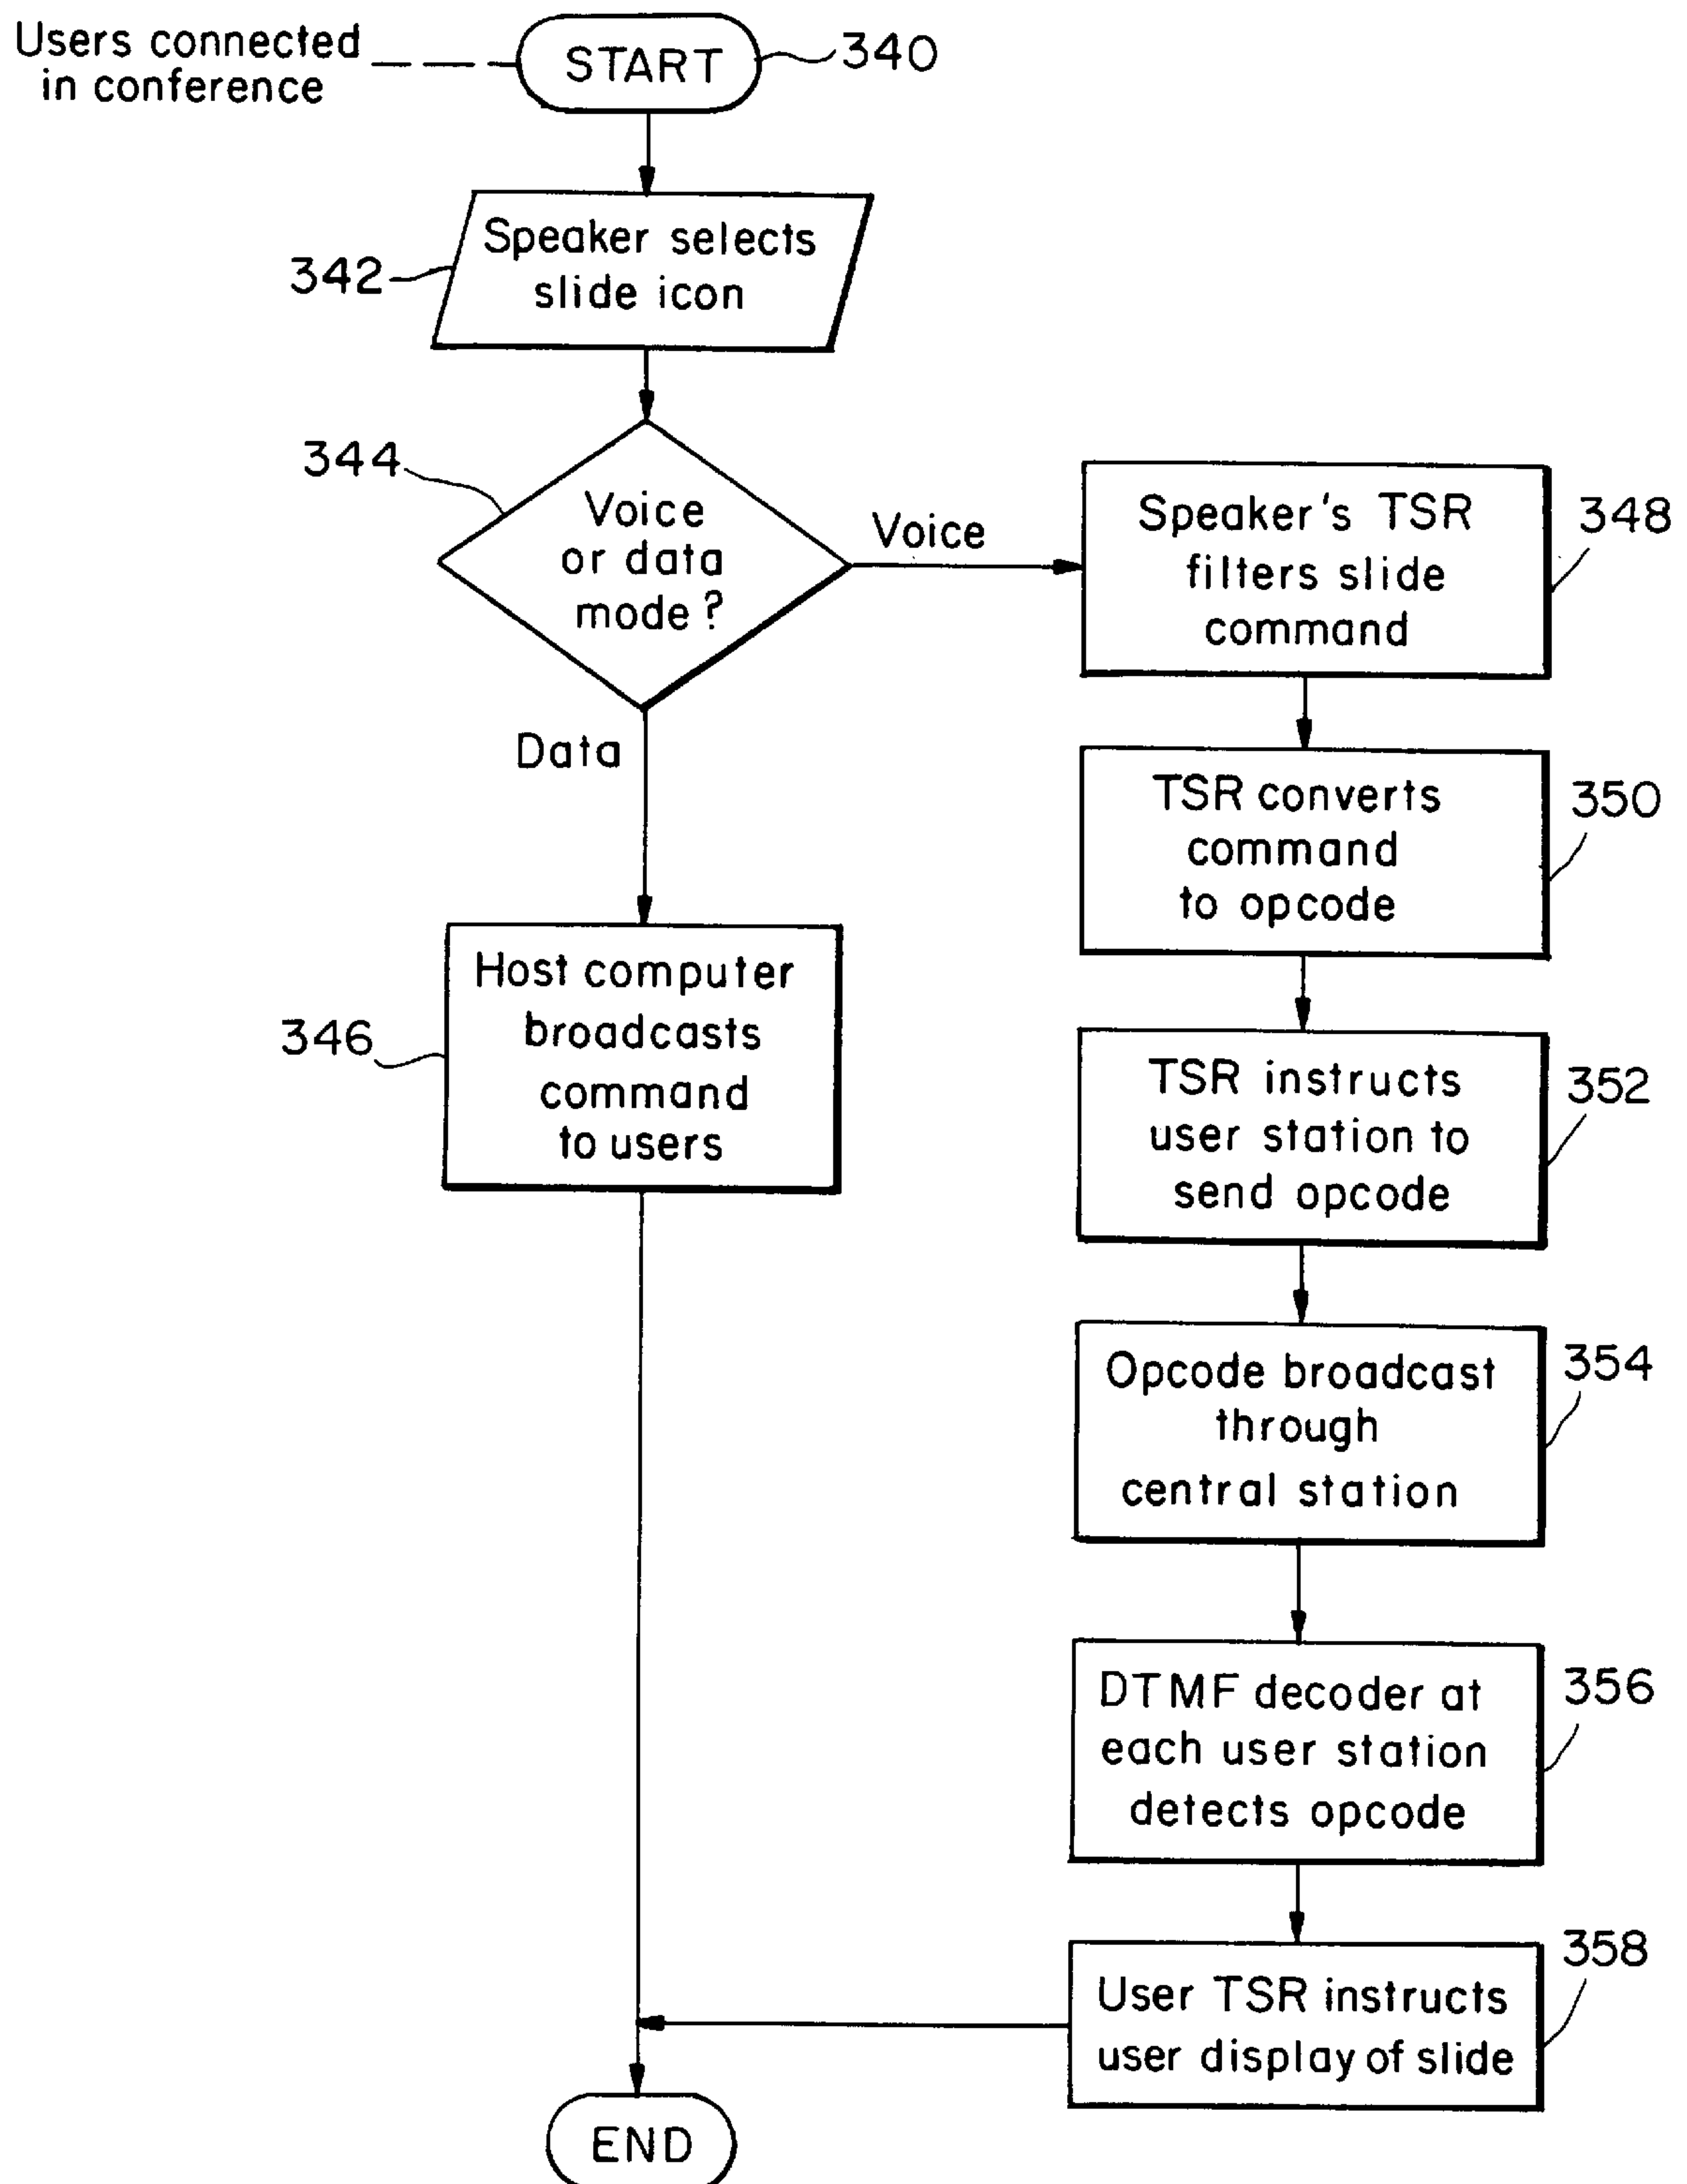 Users connected
in conference
START
340
Speaker selects
slide icon
342
344
Voice
or data
mode?
Voice
Data
Speaker's TSR
filters slide
command
348
TSR converts
command
to opcode
350
Host computer
broadcasts
command
to users
346
TSR instructs
user station to
send opcode
352
Opcode broadcast
through
central station
354
DTMF decoder at
each user station
detects opcode
356
User TSR instructs
user display of slide
358
END